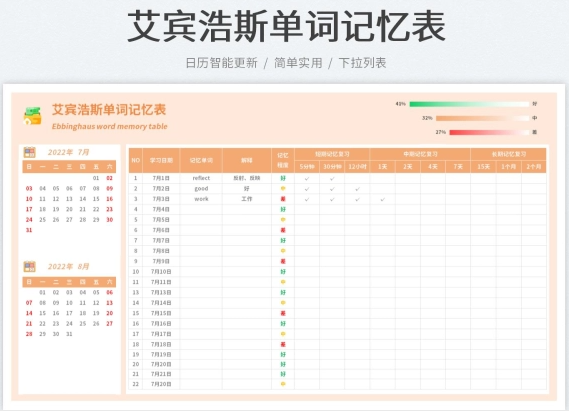 艾宾浩斯单词记忆表
日历智能更新 / 简单实用 / 下拉列表
艾宾浩斯单词记忆表
Ebbinghaus word memory table
43% 好
32% 中
27% 差
2022年 7月
日 一 二 三 四 五 六
01 02
03 04 05 06 07 08 09
10 11 12 13 14 15 16
17 18 19 20 21 22 23
24 25 26 27 28 29 30
31
2022年 8月
日 一 二 三 四 五 六
01 02 03 04 05 06
07 08 09 10 11 12 13
14 15 16 17 18 19 20
21 22 23 24 25 26 27
28 29 30 31
NO 学习日期 记忆单词 解释 记忆程度 短期记忆复习 中期记忆复习 长期记忆复习
5分钟 30分钟 12小时 1天 2天 4天 7天 15天 1个月 2个月
1 7月1日 reflect 反射、反映 好 ✓ ✓
2 7月2日 good 好 中 ✓ ✓ ✓
3 7月3日 work 工作 差 ✓ ✓ ✓ ✓
4 7月4日 好
5 7月5日 中
6 7月6日 差
7 7月7日 好
8 7月8日 中
9 7月9日 差
10 7月10日 好
11 7月11日 中
13 7月13日 好
14 7月14日 中
15 7月15日 差
16 7月16日 好
17 7月17日 中
18 7月18日 差
19 7月19日 好
20 7月20日 好
21 7月21日 好
22 7月20日 中